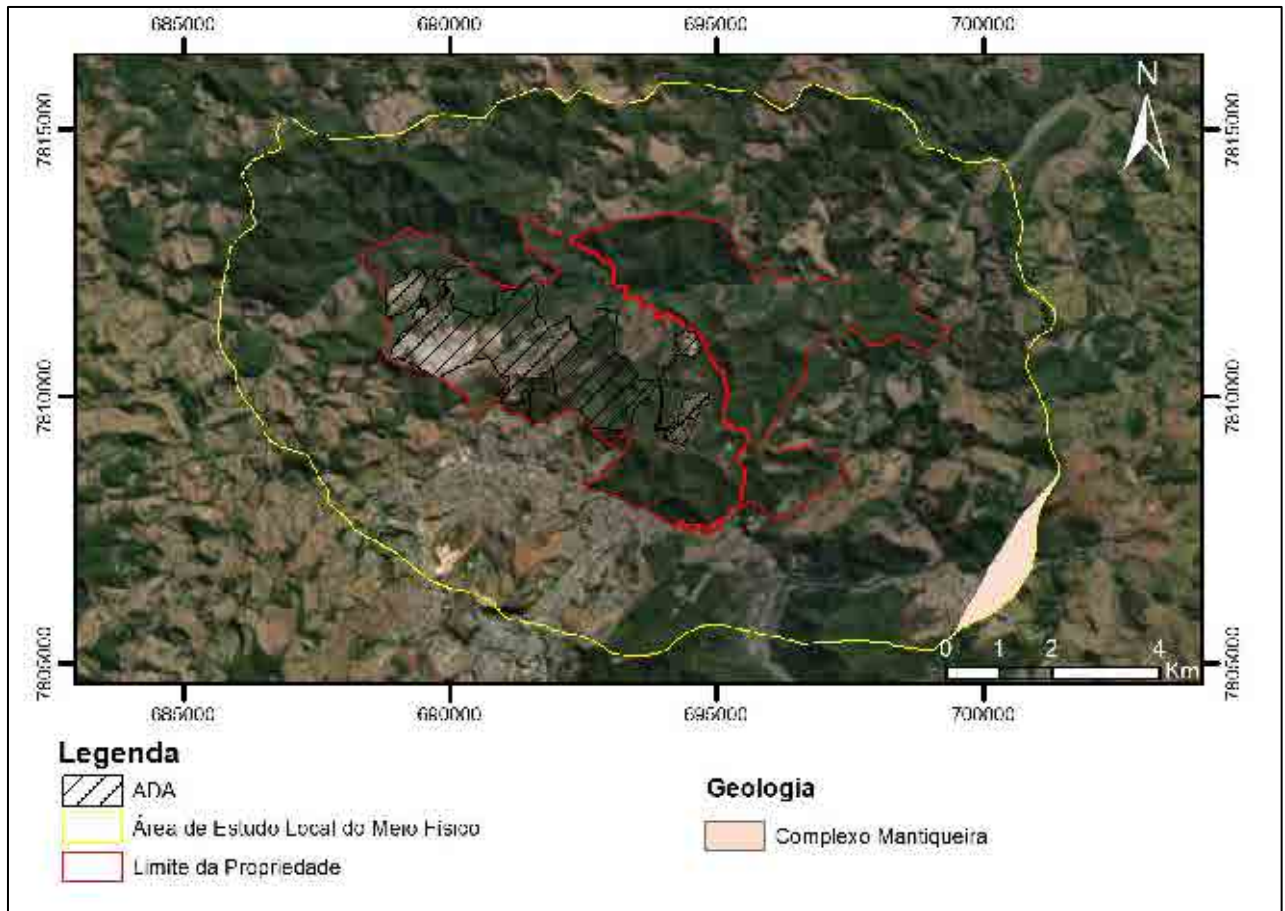 685000 690000 695000 700000
N
7815000 7815000
7810000 7810000
7805000 7805000
0 1 2 4
Km
685000 690000 695000 700000
Legenda
ADA
Área de Estudo Local do Meio Físico
Limite da Propriedade
Geologia
Complexo Mantiqueira